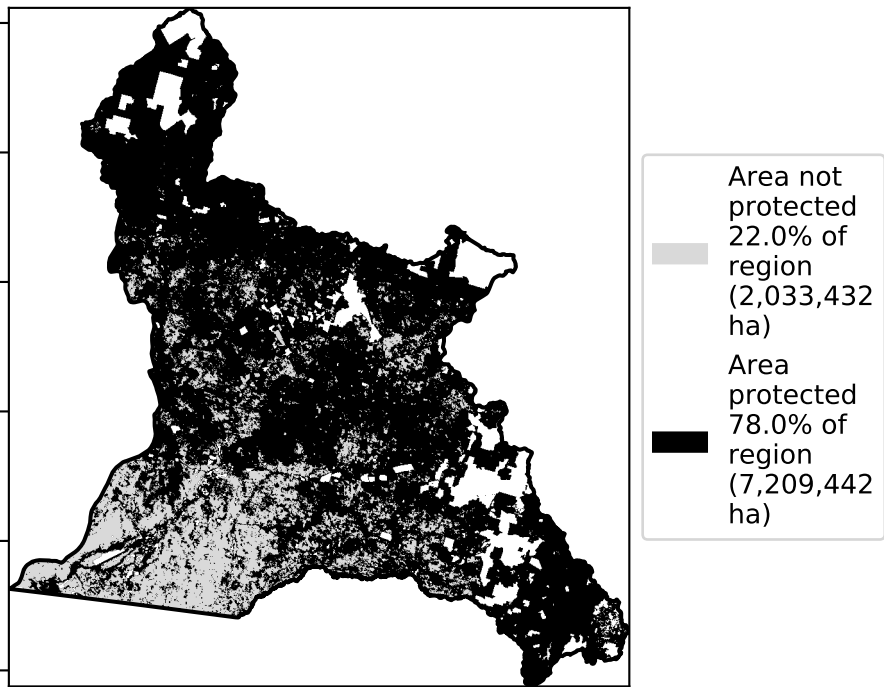 Area not
protected
22.0% of
region
(2,033,432
ha)
Area
protected
78.0% of
region
(7,209,442
ha)